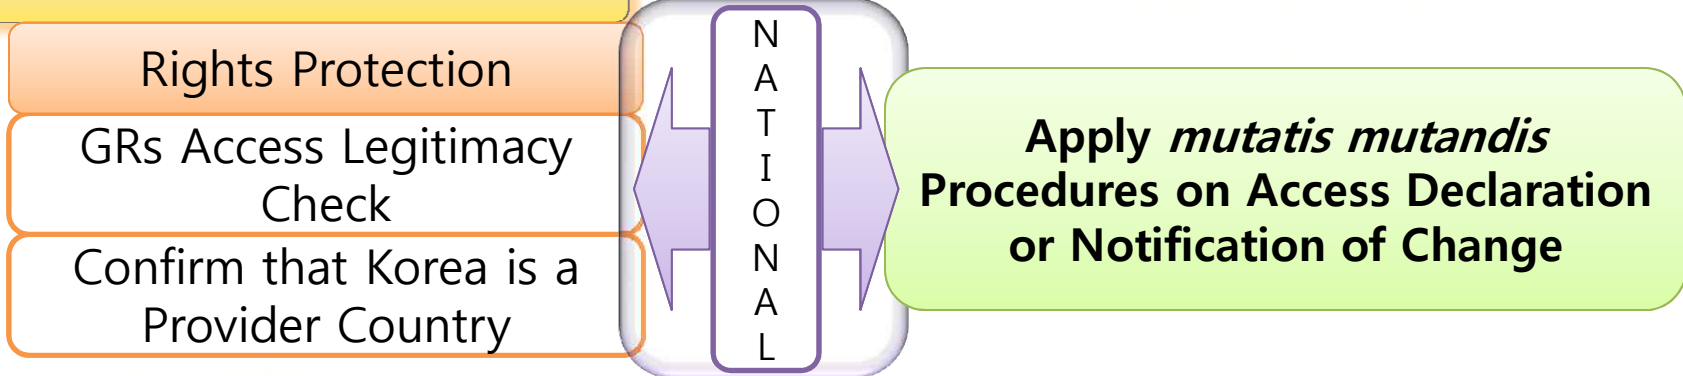 Rights Protection
GRs Access Legitimacy
Check
Confirm that Korea is a
Provider Country
N
A
T
I
O
N
A
L
Apply mutatis mutandis
Procedures on Access Declaration
or Notification of Change